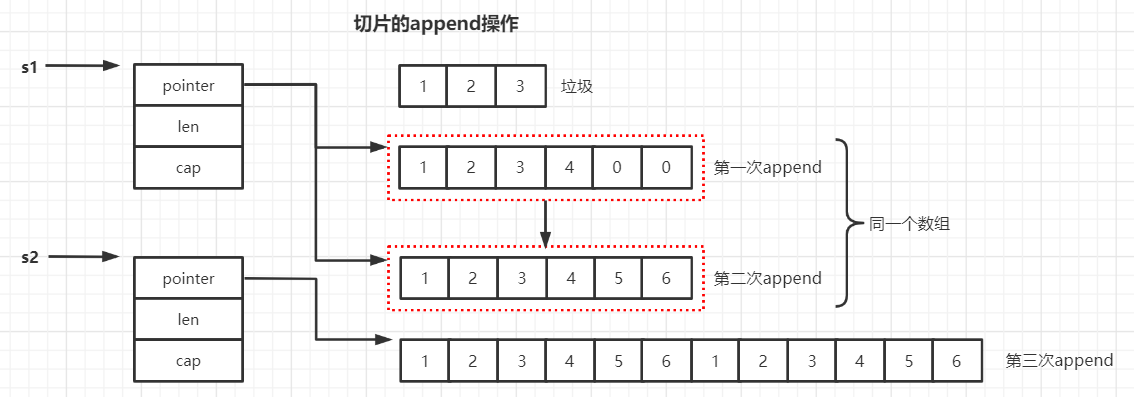 切片的append操作
s1
pointer
len
cap
1 2 3 垃圾
1 2 3 4 0 0 第一次append
同一个数组
s2
pointer
len
cap
1 2 3 4 5 6 第二次append
1 2 3 4 5 6 1 2 3 4 5 6 第三次append